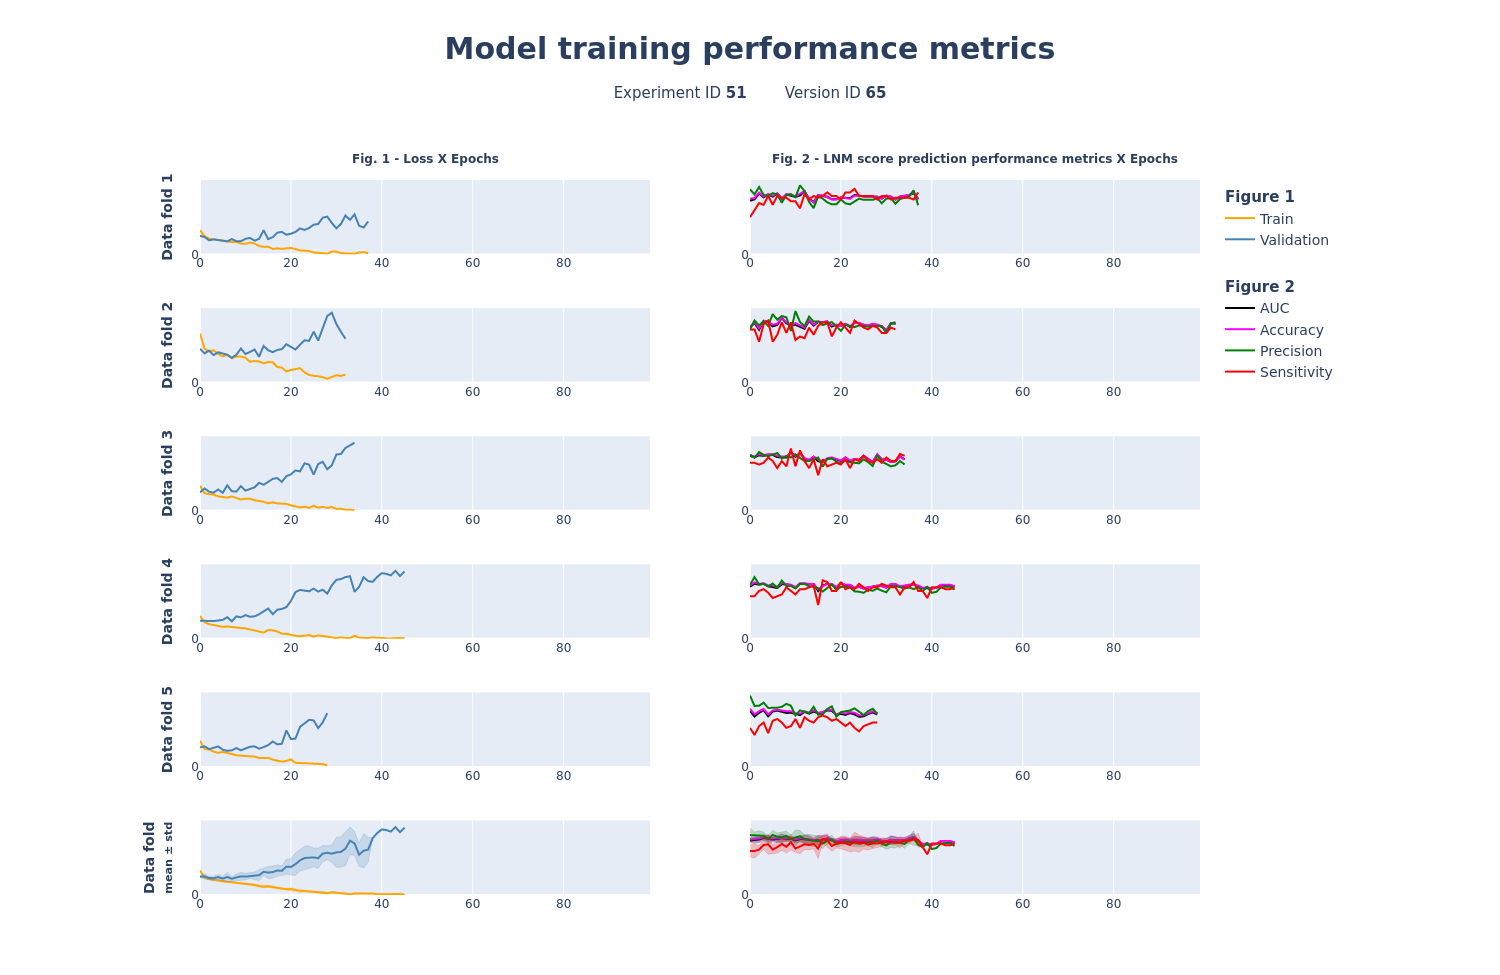 Model training performance metrics
Experiment ID 51 Version ID 65
Fig. 1 - Loss X Epochs
Fig. 2 - LNM score prediction performance metrics X Epochs
Data fold 1
0
0 20 40 60 80
0
0 20 40 60 80
Figure 1
Train
Validation
Figure 2
AUC
Accuracy
Precision
Sensitivity
Data fold 2
0
0 20 40 60 80
0
0 20 40 60 80
Data fold 3
0
0 20 40 60 80
0
0 20 40 60 80
Data fold 4
0
0 20 40 60 80
0
0 20 40 60 80
Data fold 5
0
0 20 40 60 80
0
0 20 40 60 80
Data fold
mean ± std
0
0 20 40 60 80
0
0 20 40 60 80